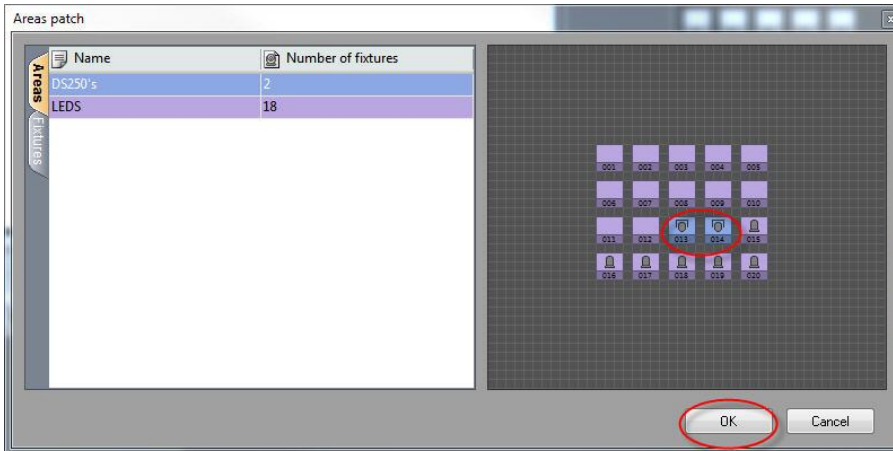 Areas patch
Name Number of fixtures
Areas
Fixtures
DS250's 2
LEDS 18
001 002 003 004 005
006 007 008 009 010
011 012 013 014 015
016 017 018 019 020
OK Cancel